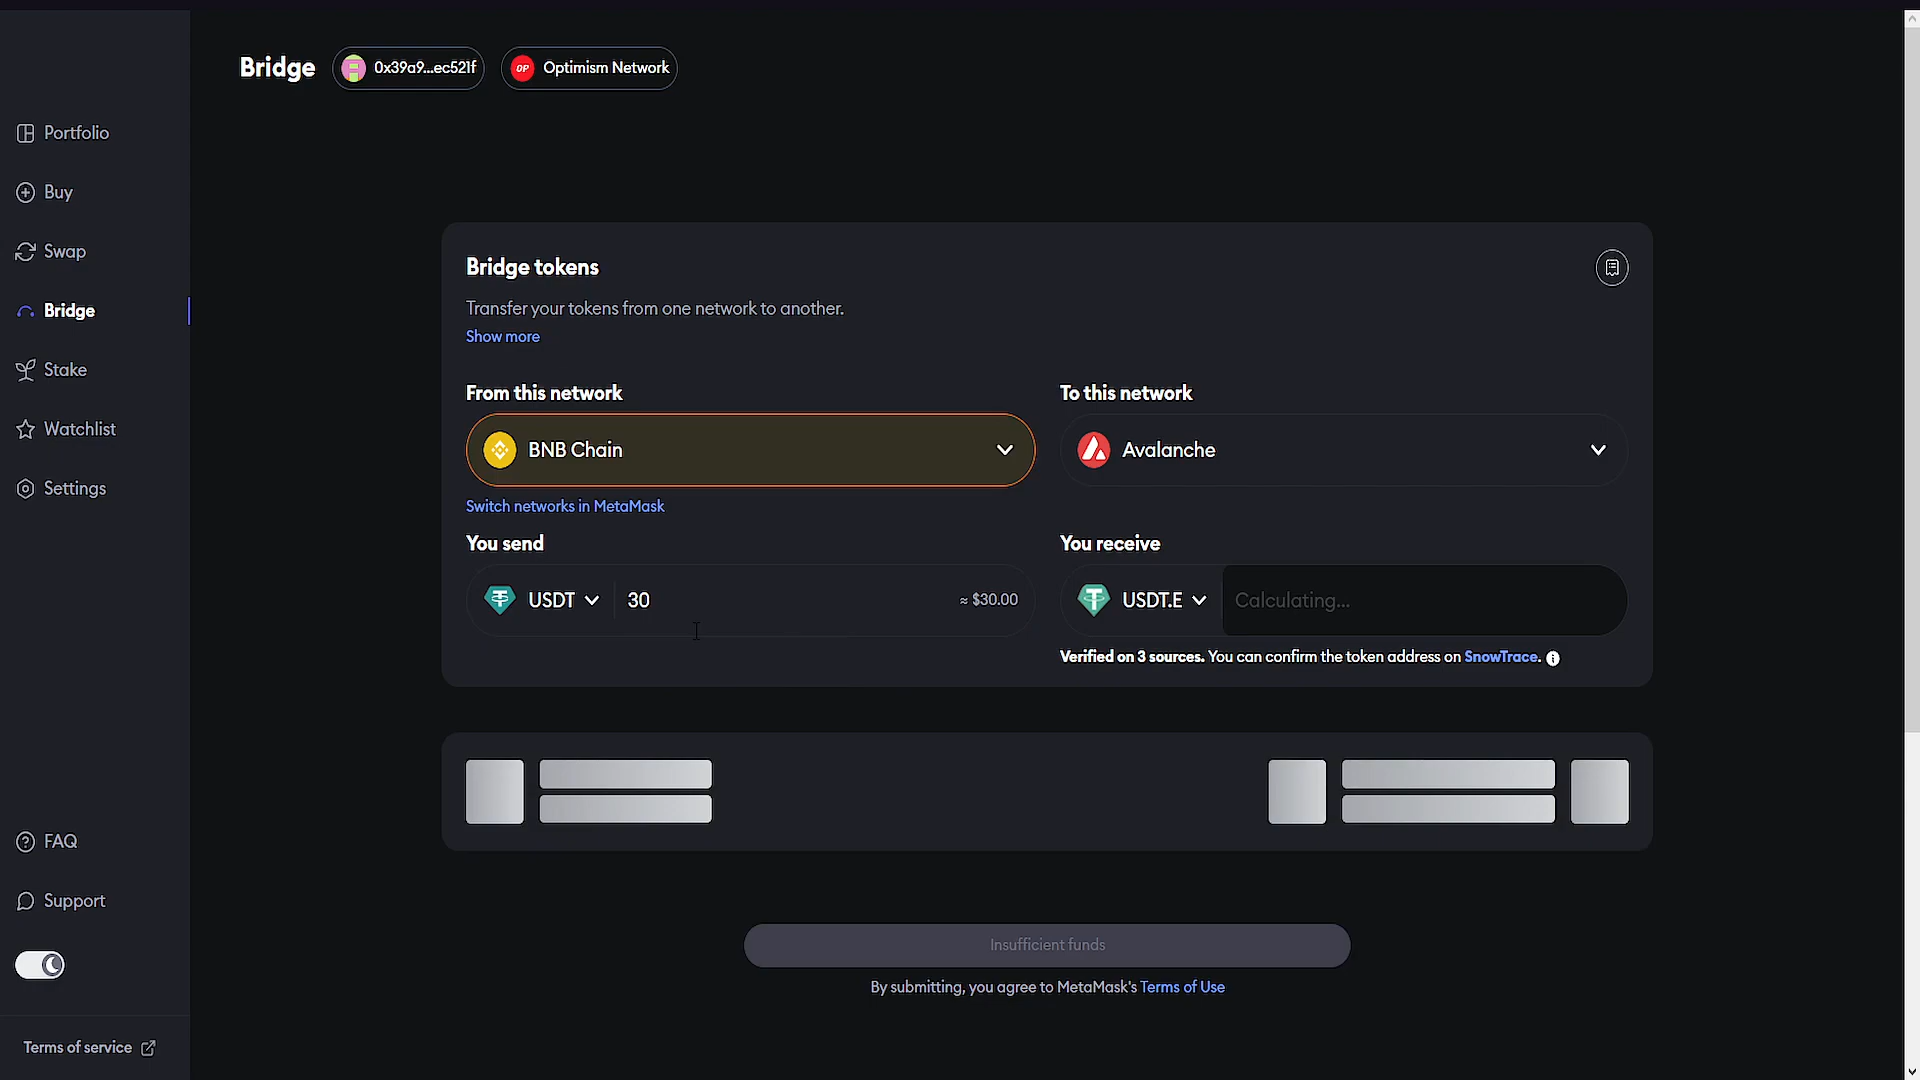 Bridge
0x39a9...ec521f
OP
Optimism Network
Portfolio
Buy
Swap
Bridge
Stake
Watchlist
Settings
Bridge tokens
Transfer your tokens from one network to another.
Show more
From this network
BNB Chain
Switch networks in MetaMask
To this network
Avalanche
You send
USDT
30
≈ $30.00
You receive
USDT.E
Calculating...
Verified on 3 sources. You can confirm the token address on SnowTrace.
Insufficient funds
By submitting, you agree to MetaMask's Terms of Use
FAQ
Support
Terms of service